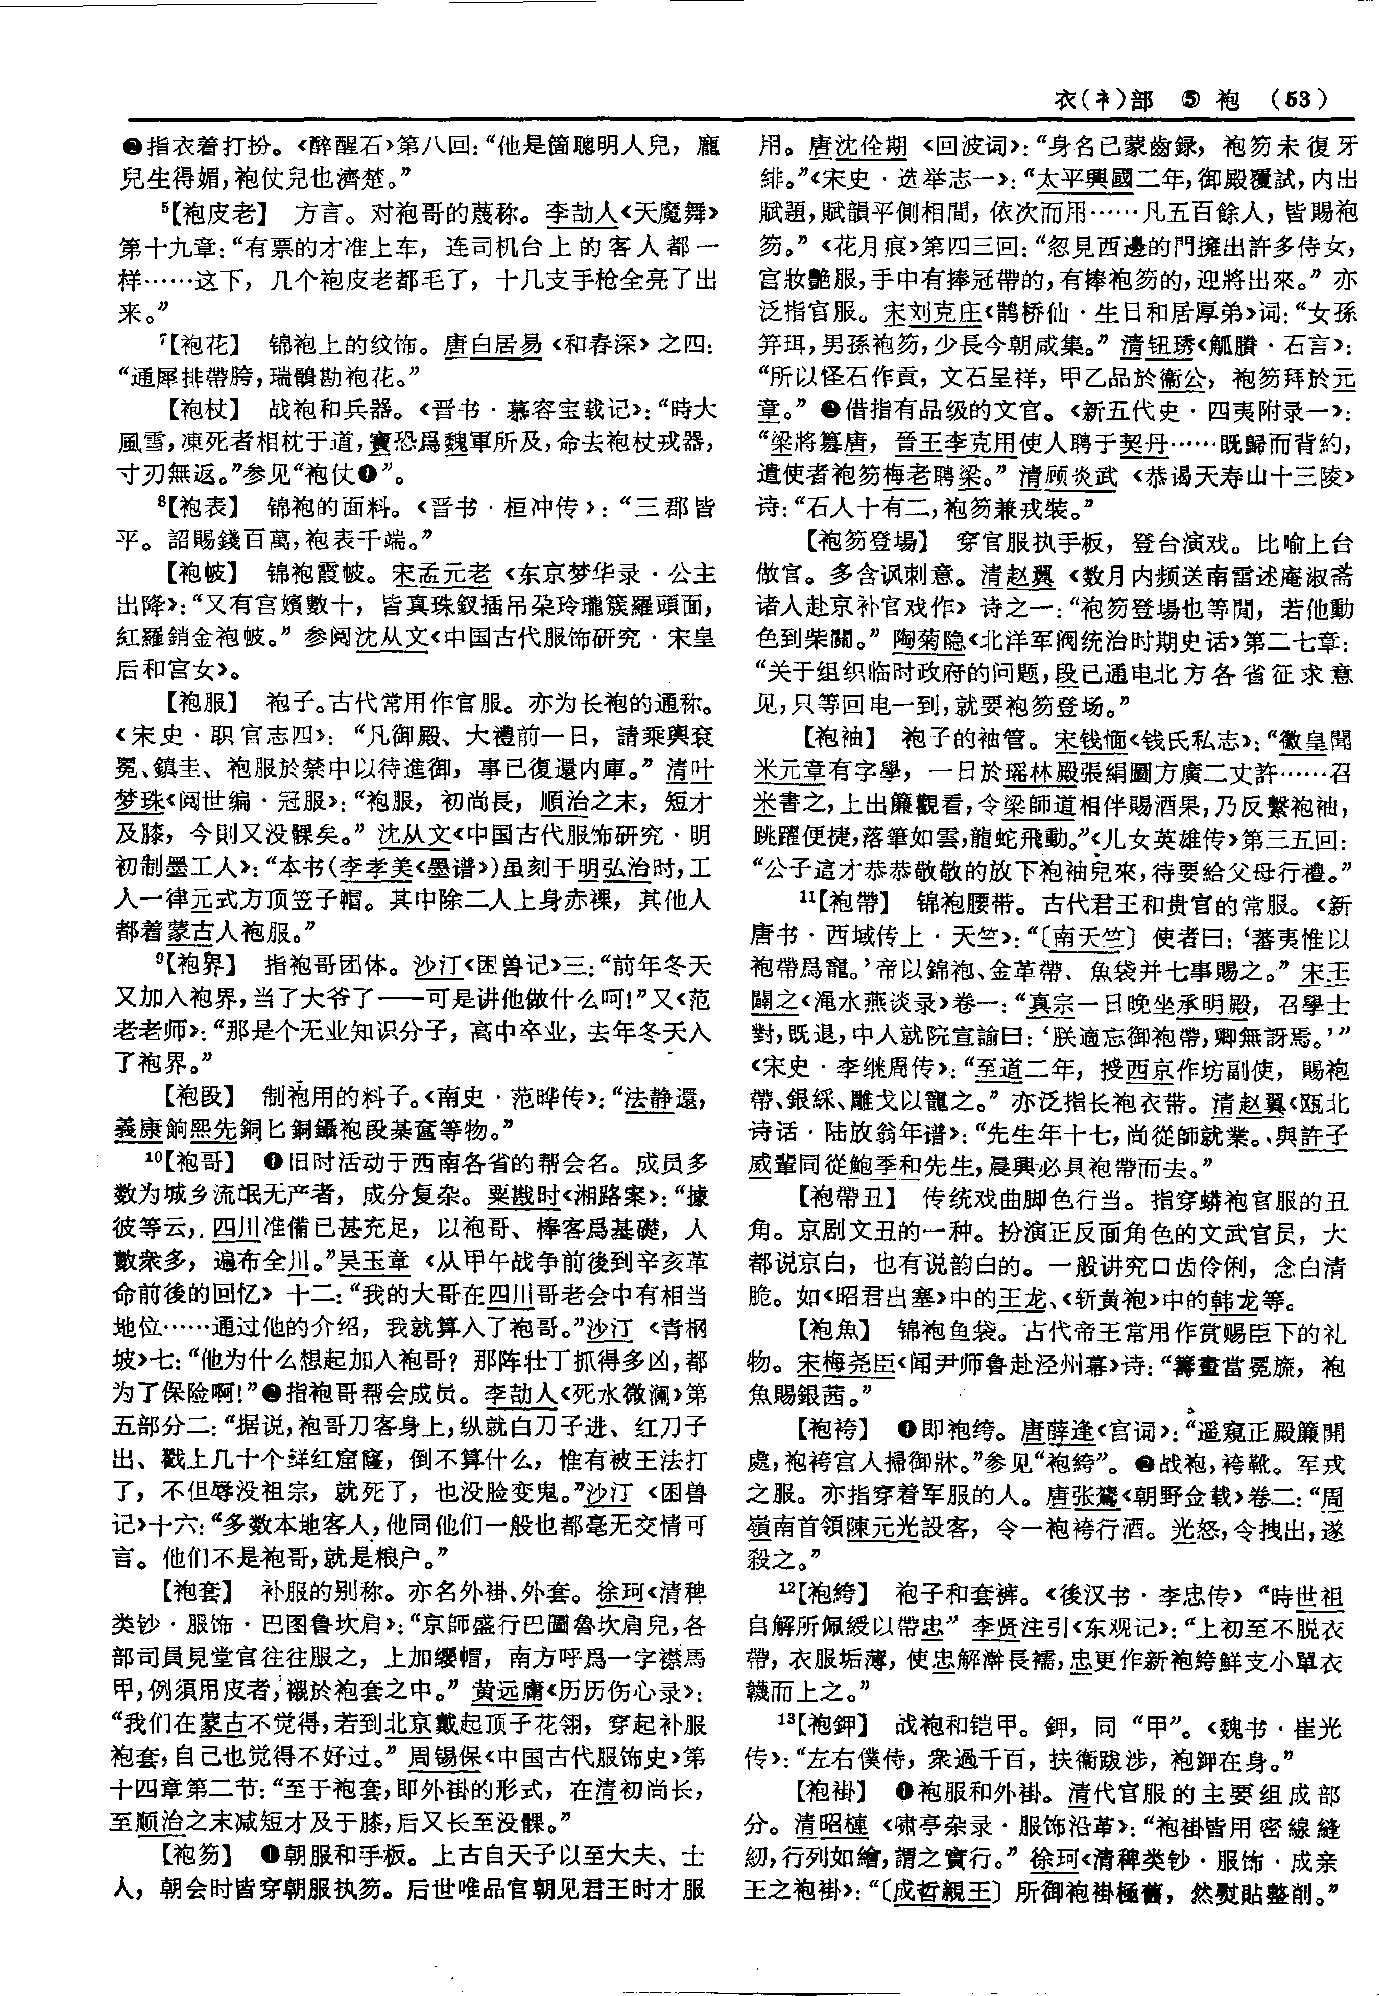 衣(衤)部 ⑤ 袍 (53)
❷指衣着打扮。《醉醒石》第八回：“他是箇聰明人兒，龐
兒生得媚，袍仗兒也濟楚。”
⁵【袍皮老】 方言。对袍哥的蔑称。李劼人《天魔舞》
第十九章：“有票的才准上车，连司机台上的客人都一
样……这下，几个袍皮老都毛了，十几支手枪全亮了出
来。”
⁷【袍花】 锦袍上的纹饰。唐白居易《和春深》之四：
“通犀排帶胯，瑞鶻勘袍花。”
【袍杖】 战袍和兵器。《晋书·慕容宝载记》：“時大
風雪，凍死者相枕于道，寶恐爲魏軍所及，命去袍杖戎器，
寸刃無返。”参见“袍仗❶”。
⁸【袍表】 锦袍的面料。《晋书·桓冲传》：“三郡皆
平。詔賜錢百萬，袍表千端。”
【袍帔】 锦袍霞帔。宋孟元老《东京梦华录·公主
出降》：“又有宫嬪數十，皆真珠釵插吊朵玲瓏簇羅頭面，
紅羅銷金袍帔。”参阅沈从文《中国古代服饰研究·宋皇
后和宫女》。
【袍服】 袍子。古代常用作官服。亦为长袍的通称。
《宋史·职官志四》：“凡御殿、大禮前一日，請乘輿衮
冕、鎮圭、袍服於禁中以待進御，事已復還内庫。”清叶
梦珠《阅世编·冠服》：“袍服，初尚長，順治之末，短才
及膝，今則又没髁矣。”沈从文《中国古代服饰研究·明
初制墨工人》：“本书(李孝美《墨谱》)虽刻于明弘治时，工
人一律元式方顶笠子帽。其中除二人上身赤裸，其他人
都着蒙古人袍服。”
⁹【袍界】 指袍哥团体。沙汀《困兽记》三：“前年冬天
又加入袍界，当了大爷了——可是讲他做什么呵！”又《范
老老师》：“那是个无业知识分子，高中卒业，去年冬天入
了袍界。”
【袍段】 制袍用的料子。《南史·范晔传》：“法静還，
義康餉熙先銅匕銅鑷袍段棊奩等物。”
¹⁰【袍哥】 ❶旧时活动于西南各省的帮会名。成员多
数为城乡流氓无产者，成分复杂。粟戡时《湘路案》：“據
彼等云，四川准備已甚充足，以袍哥、棒客爲基礎，人
數衆多，遍布全川。”吴玉章《从甲午战争前後到辛亥革
命前後的回忆》十二：“我的大哥在四川哥老会中有相当
地位……通过他的介绍，我就算入了袍哥。”沙汀《青㭎
坡》七：“他为什么想起加入袍哥？那阵壮丁抓得多凶，都
为了保险啊！”❷指袍哥帮会成员。李劼人《死水微澜》第
五部分二：“据说，袍哥刀客身上，纵就白刀子进、红刀子
出、戳上几十个鲜红窟窿，倒不算什么，惟有被王法打
了，不但辱没祖宗，就死了，也没脸变鬼。”沙汀《困兽
记》十六：“多数本地客人，他同他们一般也都毫无交情可
言。他们不是袍哥，就是粮户。”
【袍套】 补服的别称。亦名外褂、外套。徐珂《清稗
类钞·服饰·巴图鲁坎肩》：“京師盛行巴圖魯坎肩兒，各
部司員見堂官往往服之，上加缨帽，南方呼爲一字襟馬
甲，例須用皮者，襯於袍套之中。”黄远庸《历历伤心录》：
“我们在蒙古不觉得，若到北京戴起顶子花翎，穿起补服
袍套，自己也觉得不好过。”周锡保《中国古代服饰史》第
十四章第二节：“至于袍套，即外褂的形式，在清初尚长，
至顺治之末减短才及于膝，后又长至没髁。”
【袍笏】 ❶朝服和手板。上古自天子以至大夫、士
人，朝会时皆穿朝服执笏。后世唯品官朝见君王时才服
用。唐沈佺期《回波词》：“身名已蒙齒録，袍笏未復牙
緋。”《宋史·选举志一》：“太平興國二年，御殿覆試，内出
賦題，賦韻平側相間，依次而用……凡五百餘人，皆賜袍
笏。”《花月痕》第四三回：“忽見西邊的門擁出許多侍女，
宫妝艷服，手中有捧冠帶的，有捧袍笏的，迎將出來。”亦
泛指官服。宋刘克庄《鹊桥仙·生日和居厚弟》词：“女孫
笄珥，男孫袍笏，少長今朝咸集。”清钮琇《觚賸·石言》：
“所以怪石作貢，文石呈祥，甲乙品於衛公，袍笏拜於元
章。”❷借指有品级的文官。《新五代史·四夷附录一》：
“梁將篡唐，晉王李克用使人聘于契丹……既歸而背約，
遣使者袍笏梅老聘梁。”清顾炎武《恭谒天寿山十三陵》
诗：“石人十有二，袍笏兼戎裝。”
【袍笏登場】 穿官服执手板，登台演戏。比喻上台
做官。多含讽刺意。清赵翼《数月内频送南雷述庵淑斋
诸人赴京补官戏作》诗之一：“袍笏登場也等閒，若他動
色到柴關。”陶菊隐《北洋军阀统治时期史话》第二七章：
“关于组织临时政府的问题，段已通电北方各省征求意
见，只等回电一到，就要袍笏登场。”
【袍袖】 袍子的袖管。宋钱愐《钱氏私志》：“徽皇聞
米元章有字學，一日於瑶林殿張絹圖方廣二丈許……召
米書之，上出簾觀看，令梁師道相伴賜酒果，乃反繫袍袖，
跳躍便捷，落筆如雲，龍蛇飛動。”《儿女英雄传》第三五回：
“公子這才恭恭敬敬的放下袍袖兒來，待要給父母行禮。”
¹¹【袍帶】 锦袍腰带。古代君王和贵官的常服。《新
唐书·西域传上·天竺》：“〔南天竺〕使者曰：‘蕃夷惟以
袍帶爲寵。’帝以錦袍、金革帶、魚袋并七事賜之。”宋王
闢之《渑水燕谈录》卷一：“真宗一日晚坐承明殿，召學士
對，既退，中人就院宣諭曰：‘朕適忘御袍帶，卿無訝焉。’”
《宋史·李继周传》：“至道二年，授西京作坊副使，賜袍
帶、銀綵、雕戈以寵之。”亦泛指长袍衣带。清赵翼《瓯北
诗话·陆放翁年谱》：“先生年十七，尚從師就業。與許子
威輩同從鮑季和先生，晨興必具袍帶而去。”
【袍帶丑】 传统戏曲脚色行当。指穿蟒袍官服的丑
角。京剧文丑的一种。扮演正反面角色的文武官员，大
都说京白，也有说韵白的。一般讲究口齿伶俐，念白清
脆。如《昭君出塞》中的王龙、《斩黄袍》中的韩龙等。
【袍魚】 锦袍鱼袋。古代帝王常用作赏赐臣下的礼
物。宋梅尧臣《闻尹师鲁赴泾州幕》诗：“籌畫當冕旒，袍
魚賜銀茜。”
【袍袴】 ❶即袍绔。唐薛逢《宫词》：“遥窺正殿簾開
處，袍袴宫人掃御牀。”参见“袍絝”。❷战袍，袴靴。军戎
之服。亦指穿着军服的人。唐张鷟《朝野佥载》卷二：“周
嶺南首領陳元光設客，令一袍袴行酒。光怒，令拽出，遂
殺之。”
¹²【袍絝】 袍子和套裤。《後汉书·李忠传》“時世祖
自解所佩綬以帶忠”李贤注引《东观记》：“上初至不脱衣
帶，衣服垢薄，使忠解澣長襦，忠更作新袍絝鮮支小單衣
襪而上之。”
¹³【袍鉀】 战袍和铠甲。鉀，同“甲”。《魏书·崔光
传》：“左右僕侍，衆過千百，扶衛跋涉，袍鉀在身。”
【袍褂】 ❶袍服和外褂。清代官服的主要组成部
分。清昭槤《啸亭杂录·服饰沿革》：“袍褂皆用密線縫
紉，行列如繪，謂之實行。”徐珂《清稗类钞·服饰·成亲
王之袍褂》：“〔成哲親王〕所御袍褂極舊，然熨貼整削。”